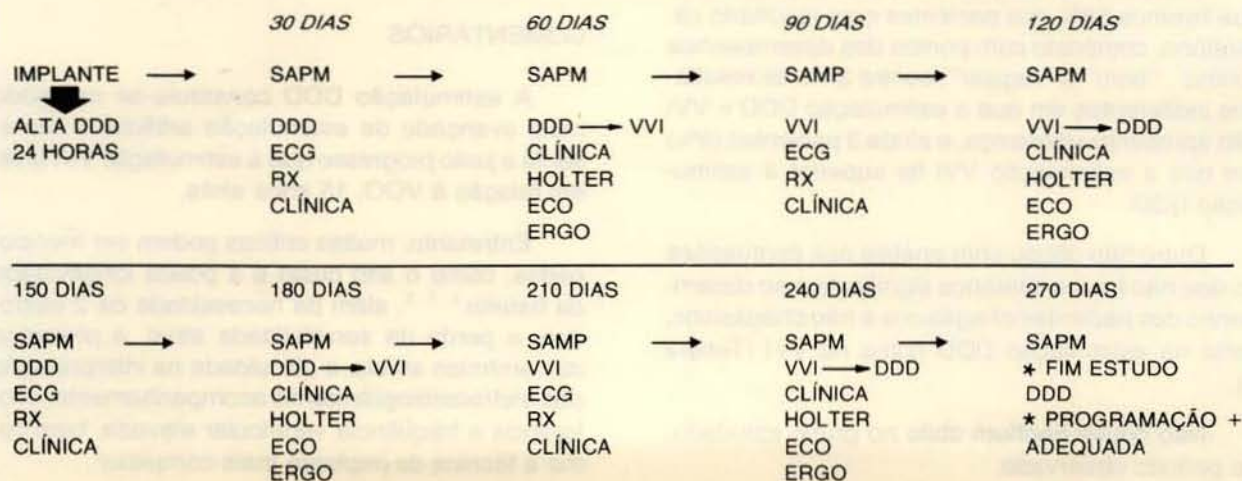 30 DIAS 60 DIAS 90 DIAS 120 DIAS
IMPLANTE → SAPM → SAPM → SAMP → SAPM
ALTA DDD DDD DDD → VVI VVI VVI → DDD
24 HORAS ECG CLÍNICA ECG CLÍNICA
RX HOLTER RX HOLTER
CLÍNICA ECO CLÍNICA ECO
ERGO ERGO
150 DIAS 180 DIAS 210 DIAS 240 DIAS 270 DIAS
SAPM → SAPM → SAMP → SAPM → SAPM
DDD DDD → VVI VVI VVI → DDD * FIM ESTUDO
ECG CLÍNICA ECG CLÍNICA DDD
RX HOLTER RX HOLTER * PROGRAMAÇÃO +
CLÍNICA ECO CLÍNICA ECO ADEQUADA
ERGO ERGO